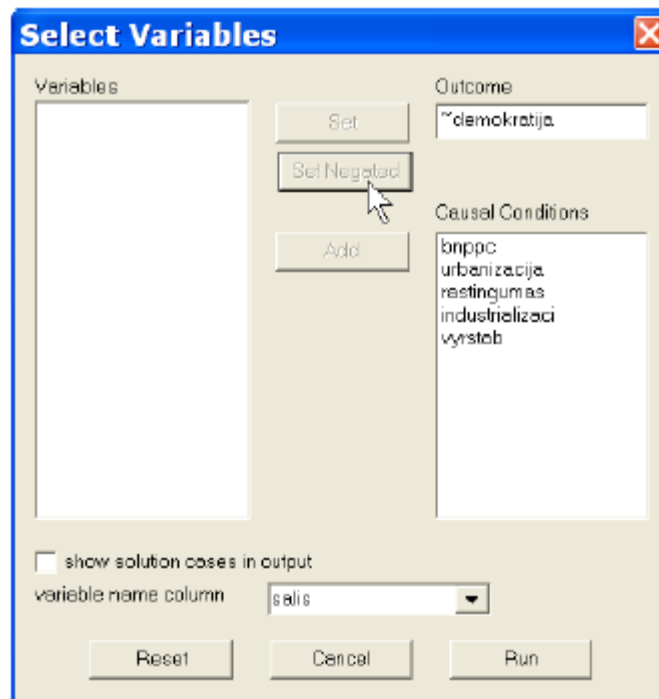 Select Variables
Variables
Outcome
Set
~demokratija
Set Negated
Causal Conditions
Add
bnppc
urbanizacija
rastingumas
industrializaci
vyrstab
show solution cases in output
variable name column
salis
Reset
Cancel
Run